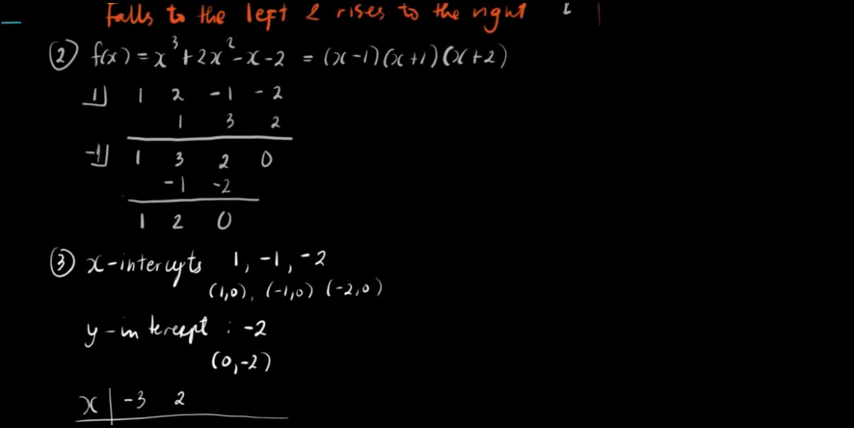 Falls to the left & rises to the right
② f(x) = x³ + 2x² - x - 2 = (x-1)(x+1)(x+2)
1⌋ 1 2 -1 -2
1 3 2
-1⌋ 1 3 2 0
-1 -2
1 2 0
③ x-intercepts 1, -1, -2
(1,0), (-1,0) (-2,0)
y-intercept : -2
(0,-2)
x | -3 2